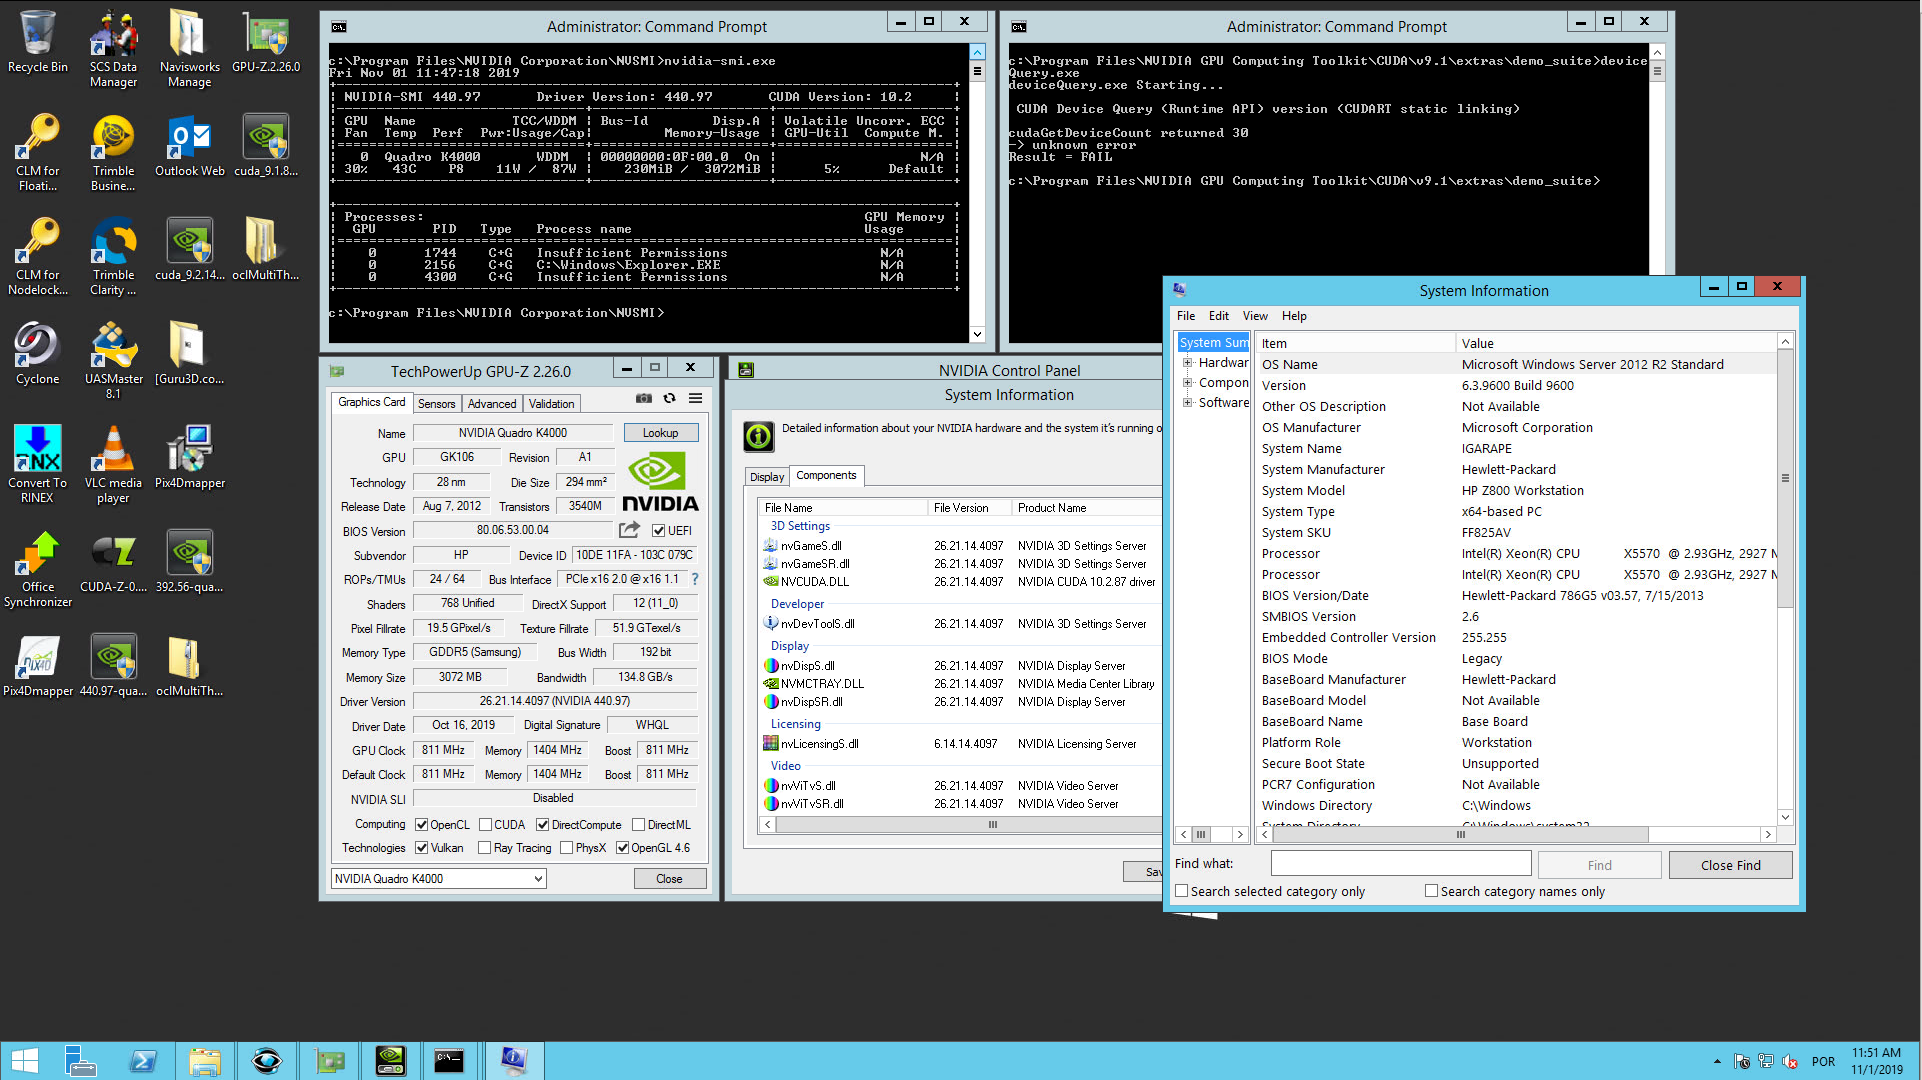 Recycle Bin
SCS Data
Manager
Navisworks
Manage
GPU-Z.2.26.0
CLM for
Floati...
Trimble
Busine...
Outlook Web
cuda_9.1.8...
CLM for
Nodelock...
Trimble
Clarity ...
cuda_9.2.14...
oclMultiTh...
Cyclone
UASMaster
8.1
[Guru3D.co...
Convert To
RINEX
VLC media
player
Pix4Dmapper
Office
Synchronizer
CUDA-Z-0....
392.56-qua...
Pix4Dmapper
440.97-qua...
oclMultiTh...
Administrator: Command Prompt
c:\Program Files\NVIDIA Corporation\NVSMI>nvidia-smi.exe
Fri Nov 01 11:47:18 2019
NVIDIA-SMI 440.97 Driver Version: 440.97 CUDA Version: 10.2
GPU Name TCC/WDDM | Bus-Id Disp.A | Volatile Uncorr. ECC
Fan Temp Perf Pwr:Usage/Cap| Memory-Usage | GPU-Util Compute M.
0 Quadro K4000 WDDM | 00000000:0F:00.0 On | N/A
30% 43C P8 11W / 87W | 230MiB / 3072MiB | 5% Default
Processes: GPU Memory
GPU PID Type Process name Usage
0 1744 C+G Insufficient Permissions N/A
0 2156 C+G C:\Windows\Explorer.EXE N/A
0 4300 C+G Insufficient Permissions N/A
c:\Program Files\NVIDIA Corporation\NVSMI>
Administrator: Command Prompt
c:\Program Files\NVIDIA GPU Computing Toolkit\CUDA\v9.1\extras\demo_suite>device
Query.exe
deviceQuery.exe Starting...
CUDA Device Query (Runtime API) version (CUDART static linking)
cudaGetDeviceCount returned 30
-> unknown error
Result = FAIL
c:\Program Files\NVIDIA GPU Computing Toolkit\CUDA\v9.1\extras\demo_suite>
TechPowerUp GPU-Z 2.26.0
Graphics Card Sensors Advanced Validation
Name NVIDIA Quadro K4000 Lookup
GPU GK106 Revision A1
Technology 28 nm Die Size 294 mm²
Release Date Aug 7, 2012 Transistors 3540M
NVIDIA
BIOS Version 80.06.53.00.04 UEFI
Subvendor HP Device ID 10DE 11FA - 103C 079C
ROPs/TMUs 24 / 64 Bus Interface PCIe x16 2.0 @ x16 1.1 ?
Shaders 768 Unified DirectX Support 12 (11_0)
Pixel Fillrate 19.5 GPixel/s Texture Fillrate 51.9 GTexel/s
Memory Type GDDR5 (Samsung) Bus Width 192 bit
Memory Size 3072 MB Bandwidth 134.8 GB/s
Driver Version 26.21.14.4097 (NVIDIA 440.97)
Driver Date Oct 16, 2019 Digital Signature WHQL
GPU Clock 811 MHz Memory 1404 MHz Boost 811 MHz
Default Clock 811 MHz Memory 1404 MHz Boost 811 MHz
NVIDIA SLI Disabled
Computing OpenCL CUDA DirectCompute DirectML
Technologies Vulkan Ray Tracing PhysX OpenGL 4.6
NVIDIA Quadro K4000 Close
NVIDIA Control Panel
System Information
Detailed information about your NVIDIA hardware and the system it's running o
Display Components
File Name File Version Product Name
3D Settings
nvGameS.dll 26.21.14.4097 NVIDIA 3D Settings Server
nvGameSR.dll 26.21.14.4097 NVIDIA 3D Settings Server
NVCUDA.DLL 26.21.14.4097 NVIDIA CUDA 10.2.87 driver
Developer
nvDevToolS.dll 26.21.14.4097 NVIDIA 3D Settings Server
Display
nvDispS.dll 26.21.14.4097 NVIDIA Display Server
NVMCTRAY.DLL 26.21.14.4097 NVIDIA Media Center Library
nvDispSR.dll 26.21.14.4097 NVIDIA Display Server
Licensing
nvLicensingS.dll 6.14.14.4097 NVIDIA Licensing Server
Video
nvViTvS.dll 26.21.14.4097 NVIDIA Video Server
nvViTvSR.dll 26.21.14.4097 NVIDIA Video Server
Sav
System Information
File Edit View Help
System Sum
Hardwar
Compon
Software
Item Value
OS Name Microsoft Windows Server 2012 R2 Standard
Version 6.3.9600 Build 9600
Other OS Description Not Available
OS Manufacturer Microsoft Corporation
System Name IGARAPE
System Manufacturer Hewlett-Packard
System Model HP Z800 Workstation
System Type x64-based PC
System SKU FF825AV
Processor Intel(R) Xeon(R) CPU X5570 @ 2.93GHz, 2927 M
Processor Intel(R) Xeon(R) CPU X5570 @ 2.93GHz, 2927 M
BIOS Version/Date Hewlett-Packard 786G5 v03.57, 7/15/2013
SMBIOS Version 2.6
Embedded Controller Version 255.255
BIOS Mode Legacy
BaseBoard Manufacturer Hewlett-Packard
BaseBoard Model Not Available
BaseBoard Name Base Board
Platform Role Workstation
Secure Boot State Unsupported
PCR7 Configuration Not Available
Windows Directory C:\Windows
System Directory C:\Windows\system32
Find what: Find Close Find
Search selected category only Search category names only
POR
11:51 AM
11/1/2019